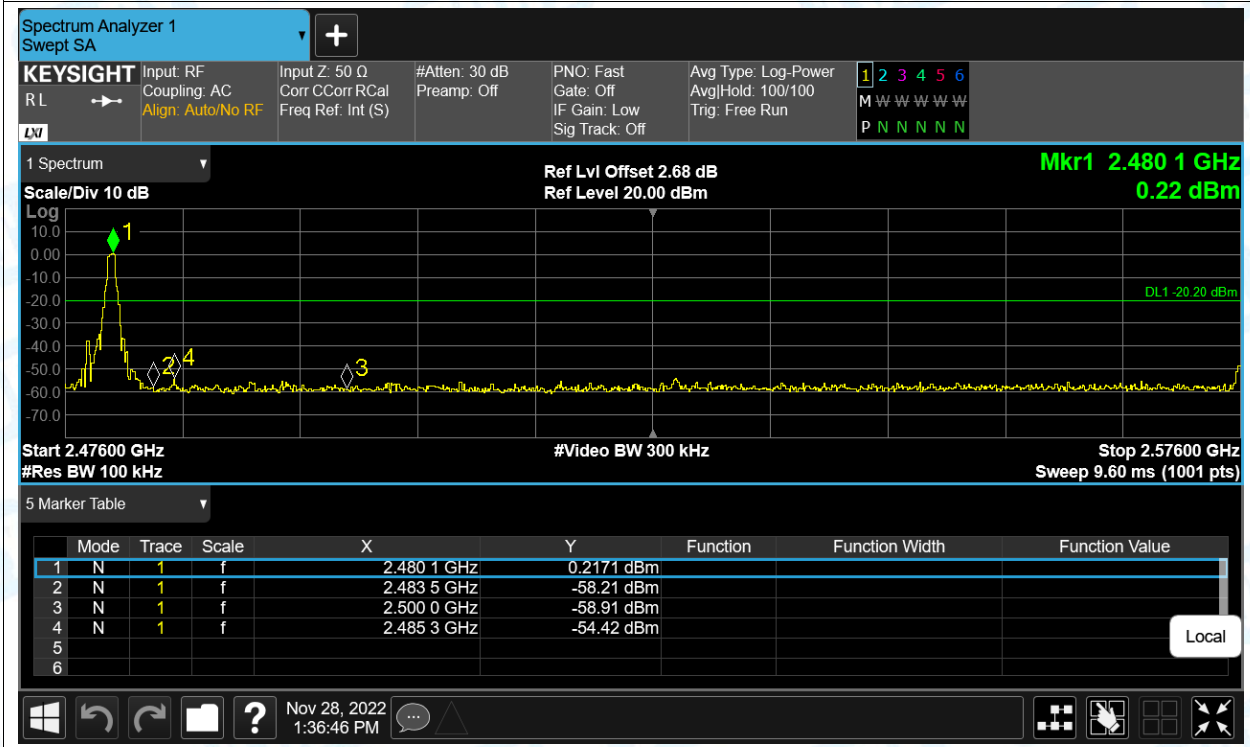 Spectrum Analyzer 1
Swept SA
+
KEYSIGHT
R L
LXI
Input: RF
Coupling: AC
Align: Auto/No RF
Input Z: 50 Ω
Corr CCorr RCal
Freq Ref: Int (S)
#Atten: 30 dB
Preamp: Off
PNO: Fast
Gate: Off
IF Gain: Low
Sig Track: Off
Avg Type: Log-Power
Avg|Hold: 100/100
Trig: Free Run
1 2 3 4 5 6
M W W W W W
P N N N N N
1 Spectrum
Scale/Div 10 dB
Ref Lvl Offset 2.68 dB
Ref Level 20.00 dBm
Mkr1 2.480 1 GHz
0.22 dBm
Log
10.0
0.00
-10.0
-20.0
-30.0
-40.0
-50.0
-60.0
-70.0
1
2
4
3
DL1 -20.20 dBm
Start 2.47600 GHz
#Video BW 300 kHz
Stop 2.57600 GHz
#Res BW 100 kHz
Sweep 9.60 ms (1001 pts)
5 Marker Table
Mode Trace Scale X Y Function Function Width Function Value
1 N 1 f 2.480 1 GHz 0.2171 dBm
2 N 1 f 2.483 5 GHz -58.21 dBm
3 N 1 f 2.500 0 GHz -58.91 dBm
4 N 1 f 2.485 3 GHz -54.42 dBm
5
6
Local
?
Nov 28, 2022
1:36:46 PM